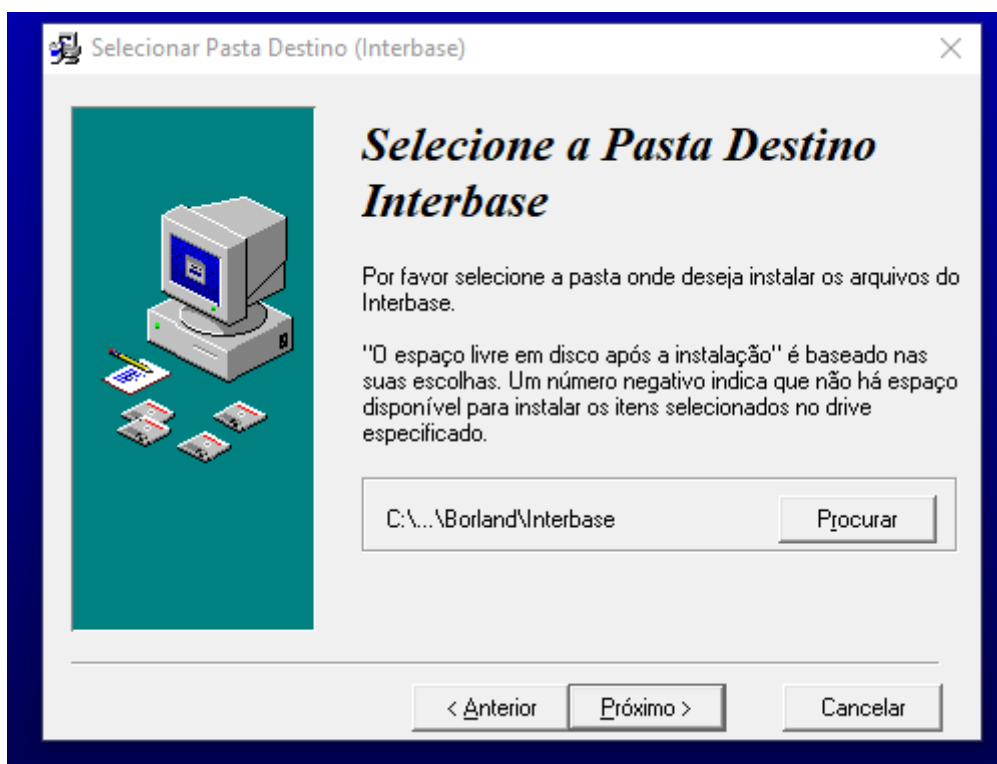 Selecionar Pasta Destino (Interbase)
Selecione a Pasta Destino
Interbase
Por favor selecione a pasta onde deseja instalar os arquivos do
Interbase.
"O espaço livre em disco após a instalação" é baseado nas
suas escolhas. Um número negativo indica que não há espaço
disponível para instalar os itens selecionados no drive
especificado.
C:\...\Borland\Interbase
Procurar
< Anterior
Próximo >
Cancelar